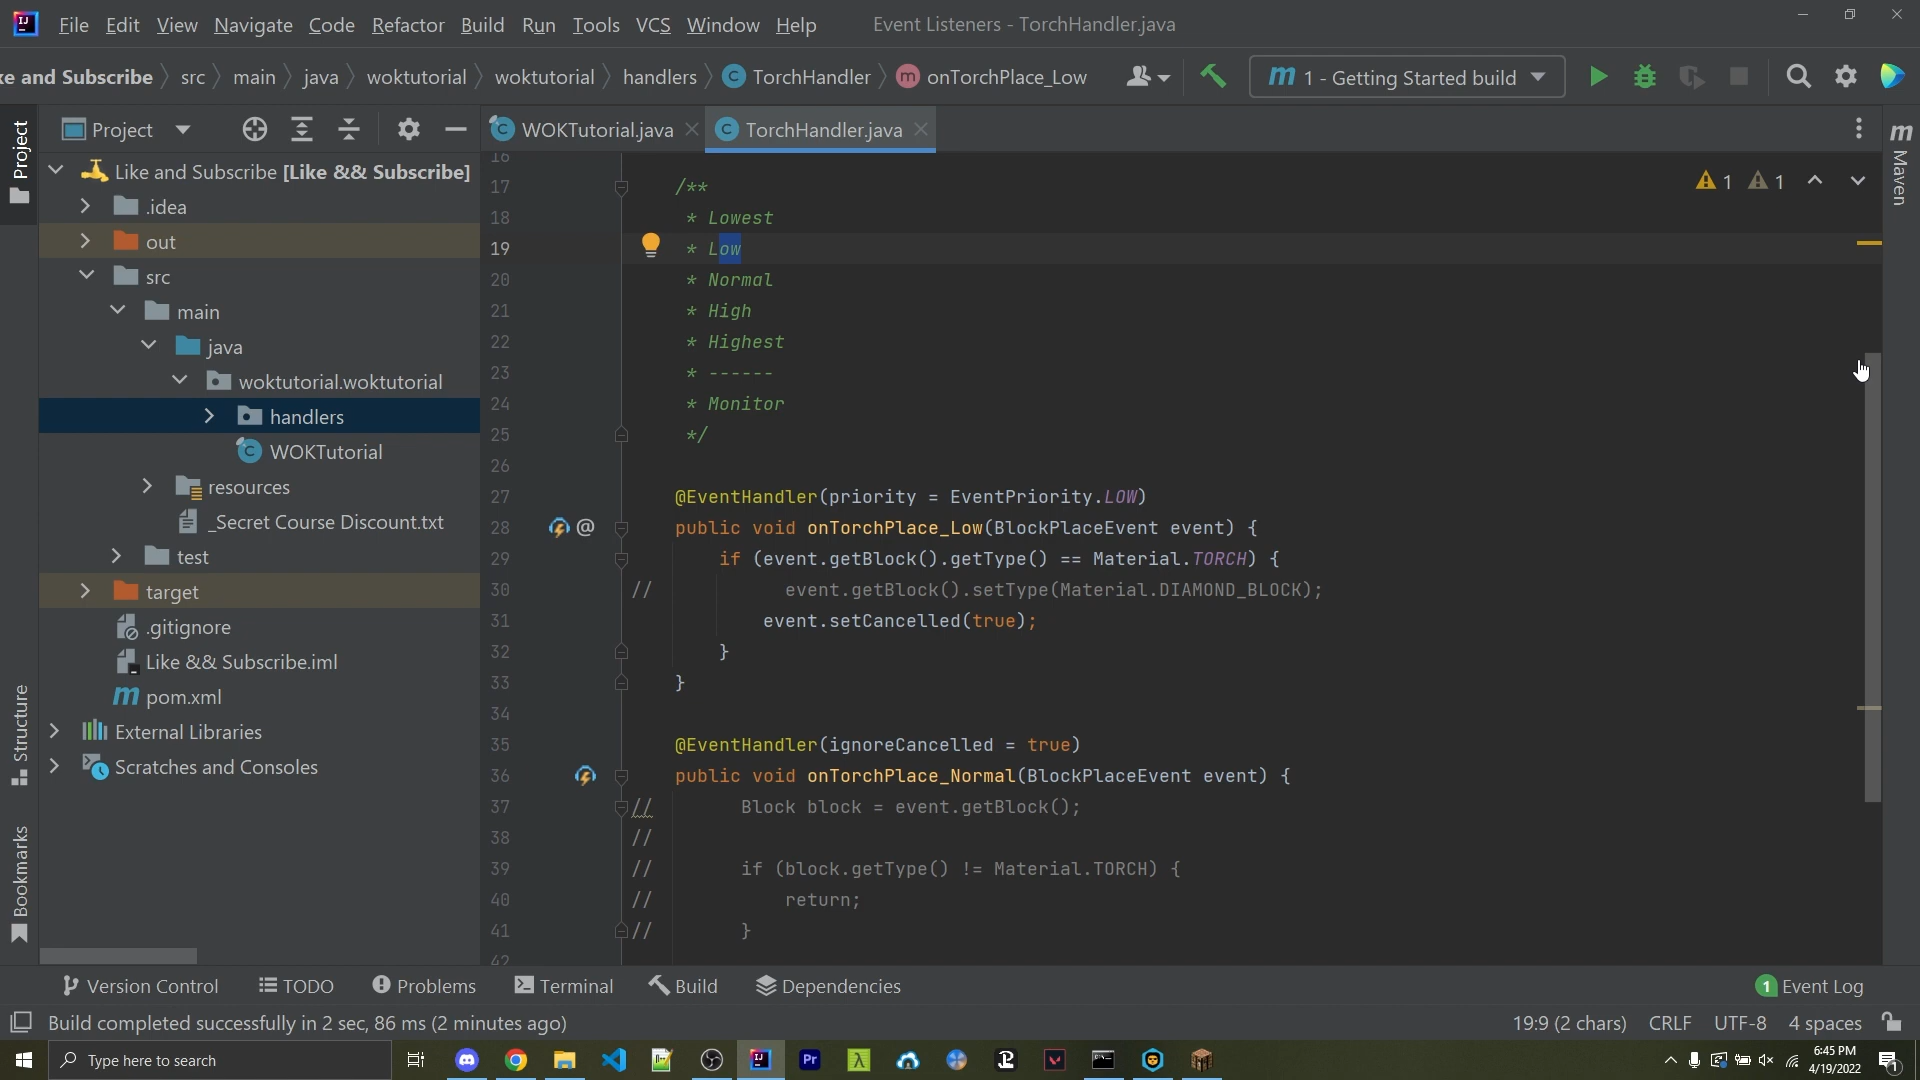 File Edit View Navigate Code Refactor Build Run Tools VCS Window Help Event Listeners - TorchHandler.java
ke and Subscribe src main java woktutorial woktutorial handlers C TorchHandler m onTorchPlace_Low m 1 - Getting Started build
Project
Project
WOKTutorial.java
TorchHandler.java
Maven
Like and Subscribe [Like && Subscribe]
.idea
out
src
main
java
woktutorial.woktutorial
handlers
WOKTutorial
resources
_Secret Course Discount.txt
test
target
.gitignore
Like && Subscribe.iml
pom.xml
External Libraries
Scratches and Consoles
Structure
Bookmarks
1 1
16
17 /**
18 * Lowest
19 * Low
20 * Normal
21 * High
22 * Highest
23 * ------
24 * Monitor
25 */
26
27 @EventHandler(priority = EventPriority.LOW)
28 @ public void onTorchPlace_Low(BlockPlaceEvent event) {
29 if (event.getBlock().getType() == Material.TORCH) {
30 // event.getBlock().setType(Material.DIAMOND_BLOCK);
31 event.setCancelled(true);
32 }
33 }
34
35 @EventHandler(ignoreCancelled = true)
36 public void onTorchPlace_Normal(BlockPlaceEvent event) {
37 // Block block = event.getBlock();
38 //
39 // if (block.getType() != Material.TORCH) {
40 // return;
41 // }
42
Version Control TODO Problems Terminal Build Dependencies 1 Event Log
Build completed successfully in 2 sec, 86 ms (2 minutes ago) 19:9 (2 chars) CRLF UTF-8 4 spaces
Type here to search
Pr
6:45 PM
4/19/2022
1